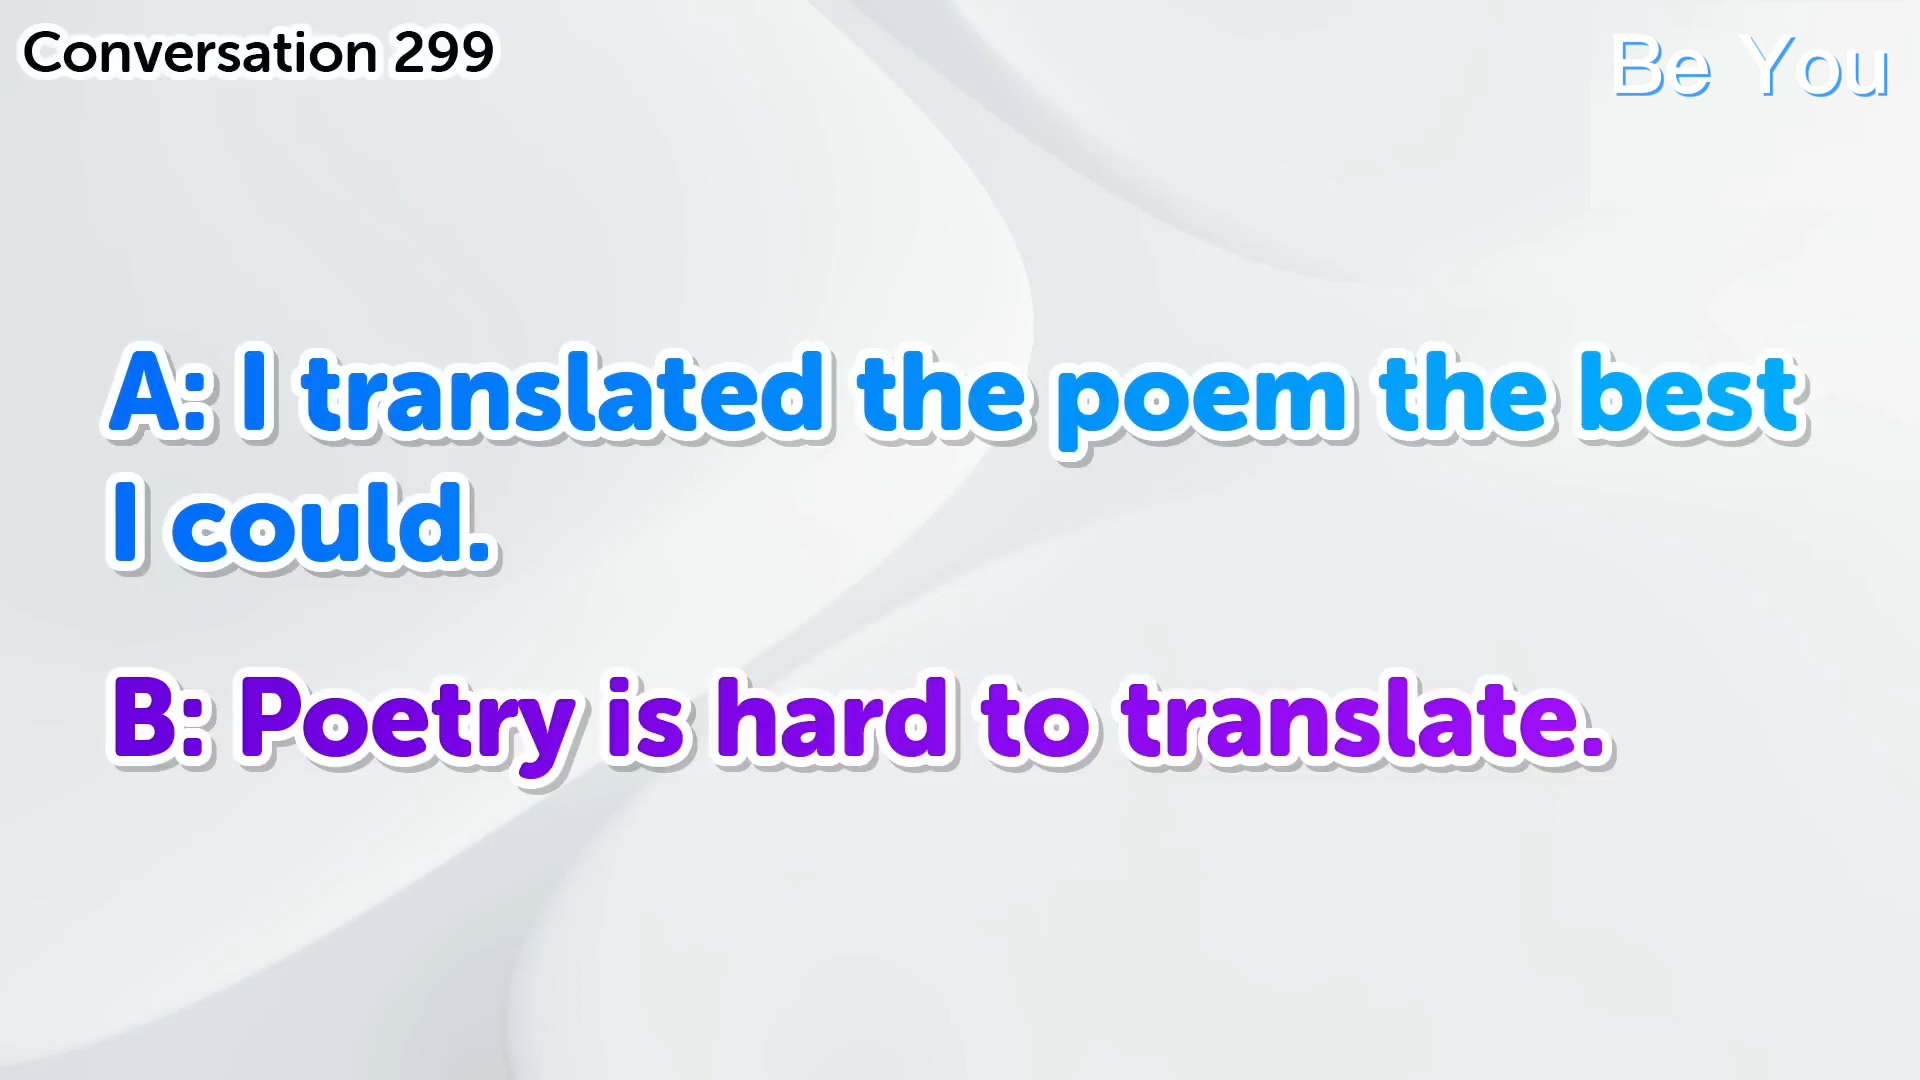 Conversation 299
Be You
A: I translated the poem the best
I could.
B: Poetry is hard to translate.